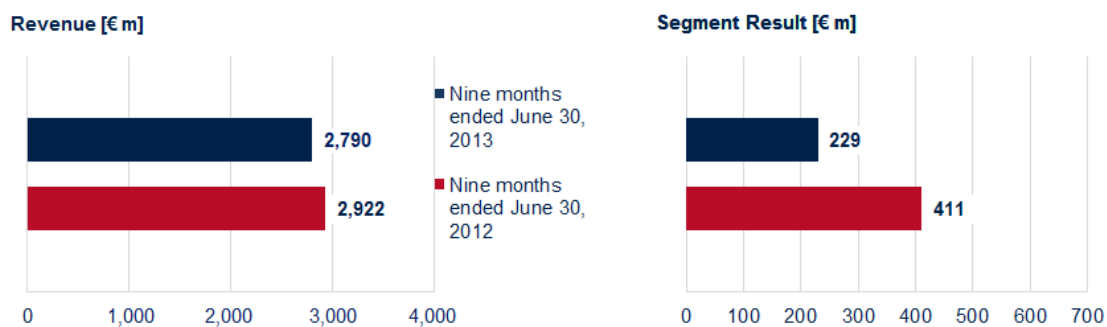 Revenue [€ m]
Nine months
ended June 30,
2013
2,790
Nine months
ended June 30,
2012
2,922
0 1,000 2,000 3,000 4,000
Segment Result [€ m]
229
411
0 100 200 300 400 500 600 700